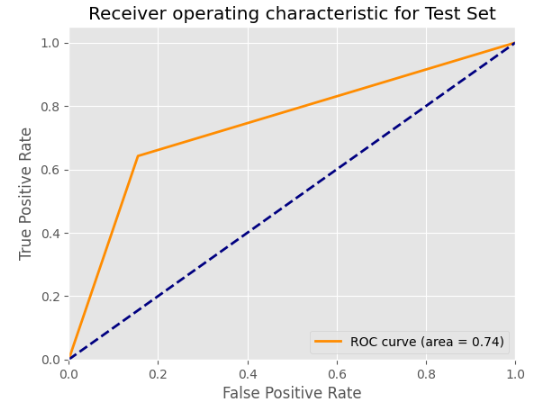 Receiver operating characteristic for Test Set
1.0
0.8
0.6
0.4
0.2
0.0
True Positive Rate
ROC curve (area = 0.74)
0.0 0.2 0.4 0.6 0.8 1.0
False Positive Rate